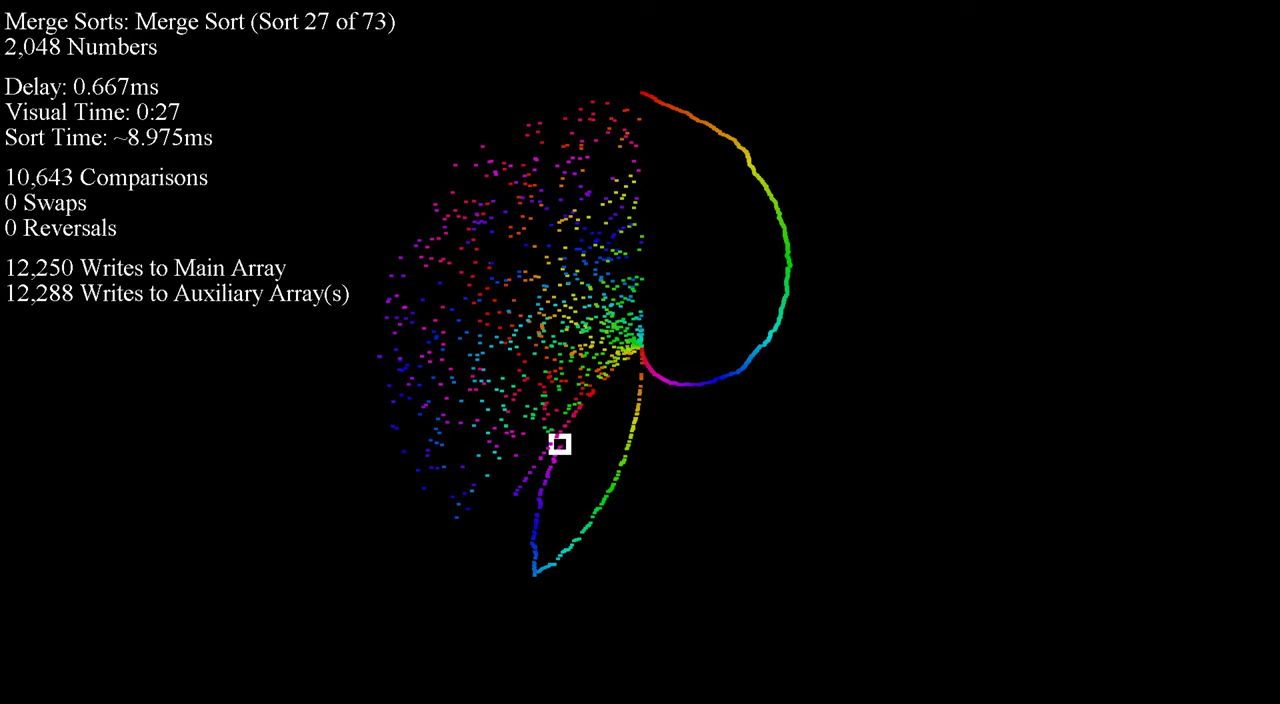 Merge Sorts: Merge Sort (Sort 27 of 73)
2,048 Numbers
Delay: 0.667ms
Visual Time: 0:27
Sort Time: ~8.975ms
10,643 Comparisons
0 Swaps
0 Reversals
12,250 Writes to Main Array
12,288 Writes to Auxiliary Array(s)